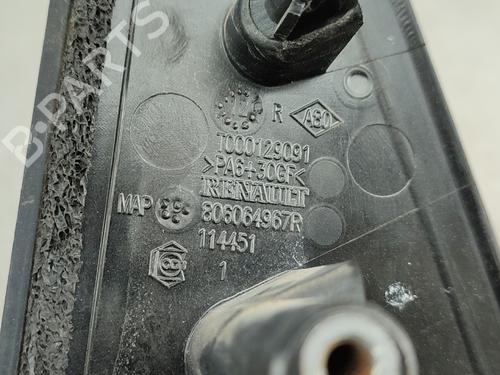 B-PARTS
R
A80
T000129091
>PA6+30GF<
RENAULT
MAP 806064967R
114451
1